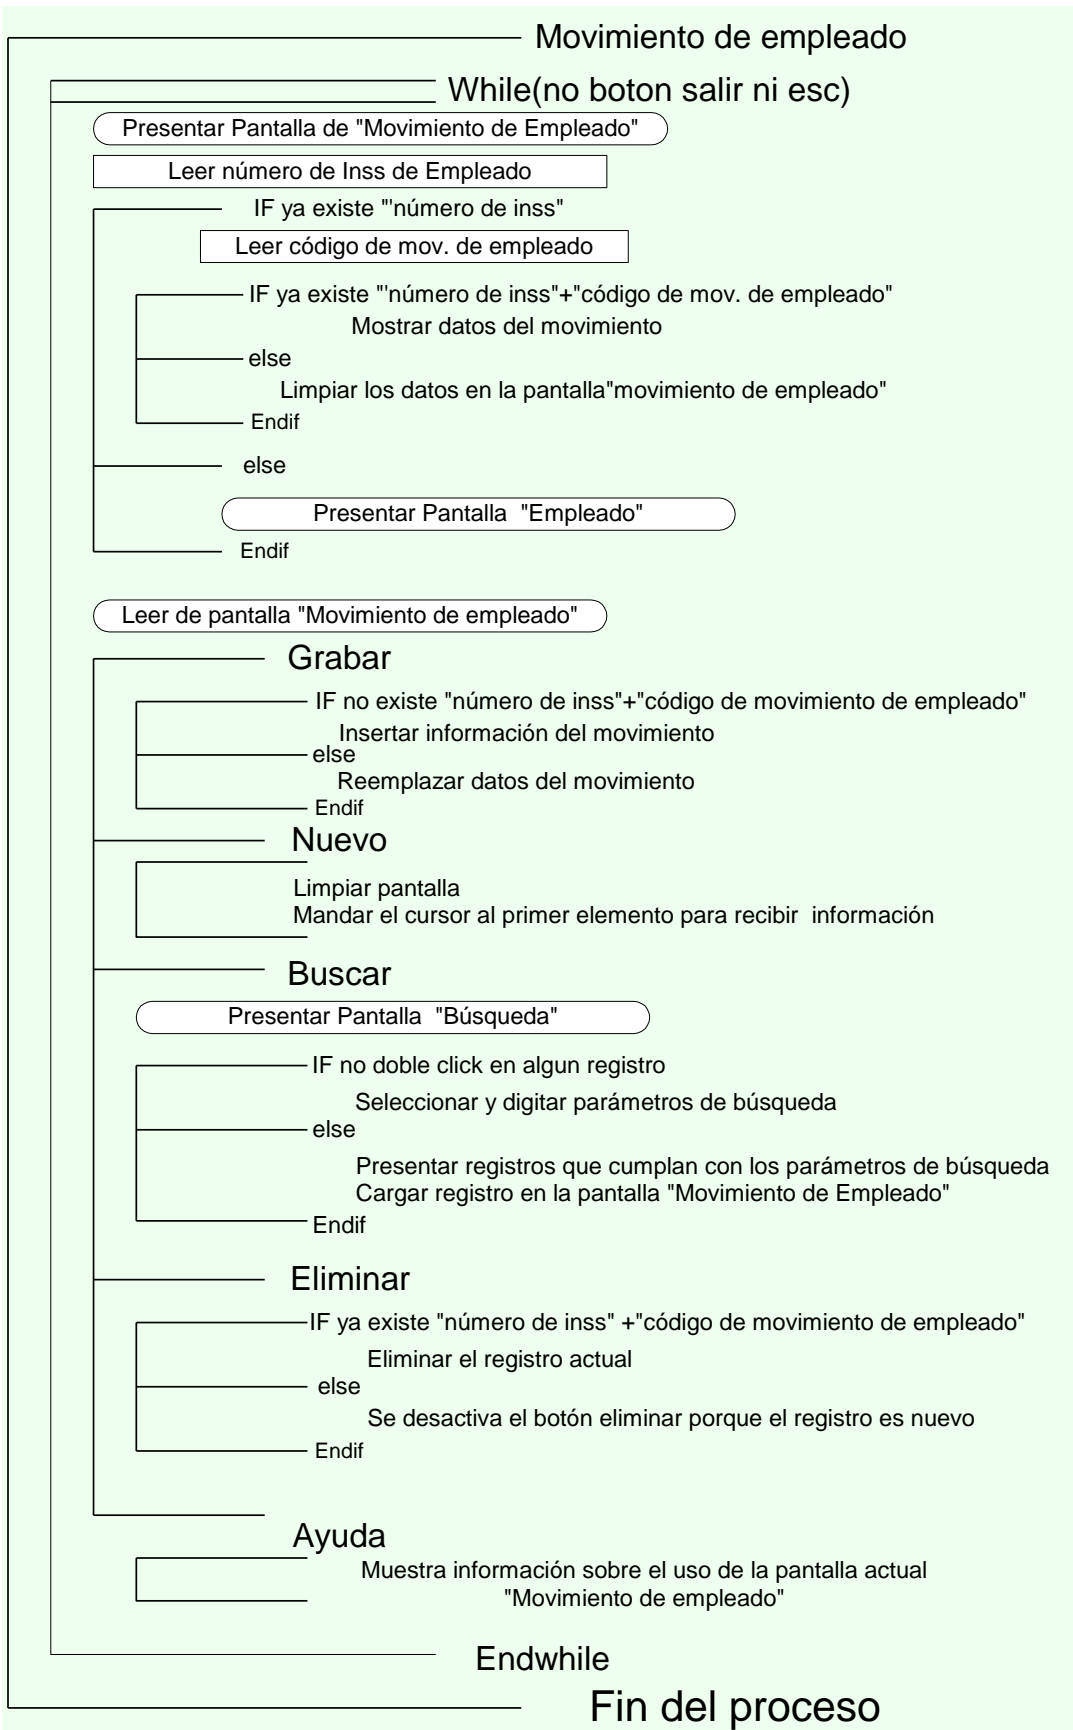 Movimiento de empleado
While(no boton salir ni esc)
Presentar Pantalla de "Movimiento de Empleado"
Leer número de Inss de Empleado
IF ya existe "'número de inss"
Leer código de mov. de empleado
IF ya existe "'número de inss"+"código de mov. de empleado"
Mostrar datos del movimiento
else
Limpiar los datos en la pantalla"movimiento de empleado"
Endif
else
Presentar Pantalla "Empleado"
Endif
Leer de pantalla "Movimiento de empleado"
Grabar
IF no existe "número de inss"+"código de movimiento de empleado"
Insertar información del movimiento
else
Reemplazar datos del movimiento
Endif
Nuevo
Limpiar pantalla
Mandar el cursor al primer elemento para recibir información
Buscar
Presentar Pantalla "Búsqueda"
IF no doble click en algun registro
Seleccionar y digitar parámetros de búsqueda
else
Presentar registros que cumplan con los parámetros de búsqueda
Cargar registro en la pantalla "Movimiento de Empleado"
Endif
Eliminar
IF ya existe "número de inss" +"código de movimiento de empleado"
Eliminar el registro actual
else
Se desactiva el botón eliminar porque el registro es nuevo
Endif
Ayuda
Muestra información sobre el uso de la pantalla actual
"Movimiento de empleado"
Endwhile
Fin del proceso